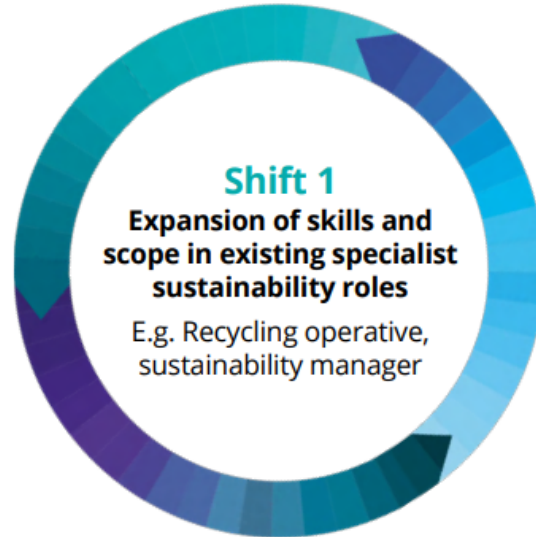 Shift 1
Expansion of skills and
scope in existing specialist
sustainability roles
E.g. Recycling operative,
sustainability manager